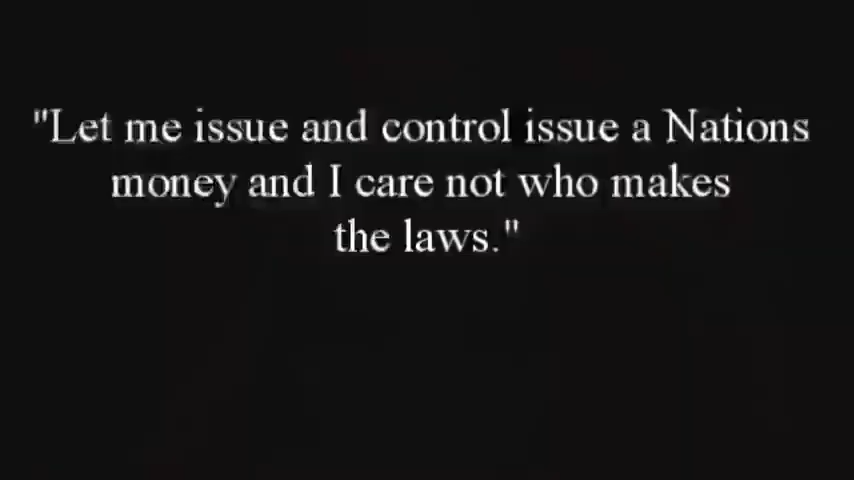 "Let me issue and control issue a Nations
money and I care not who makes
the laws."